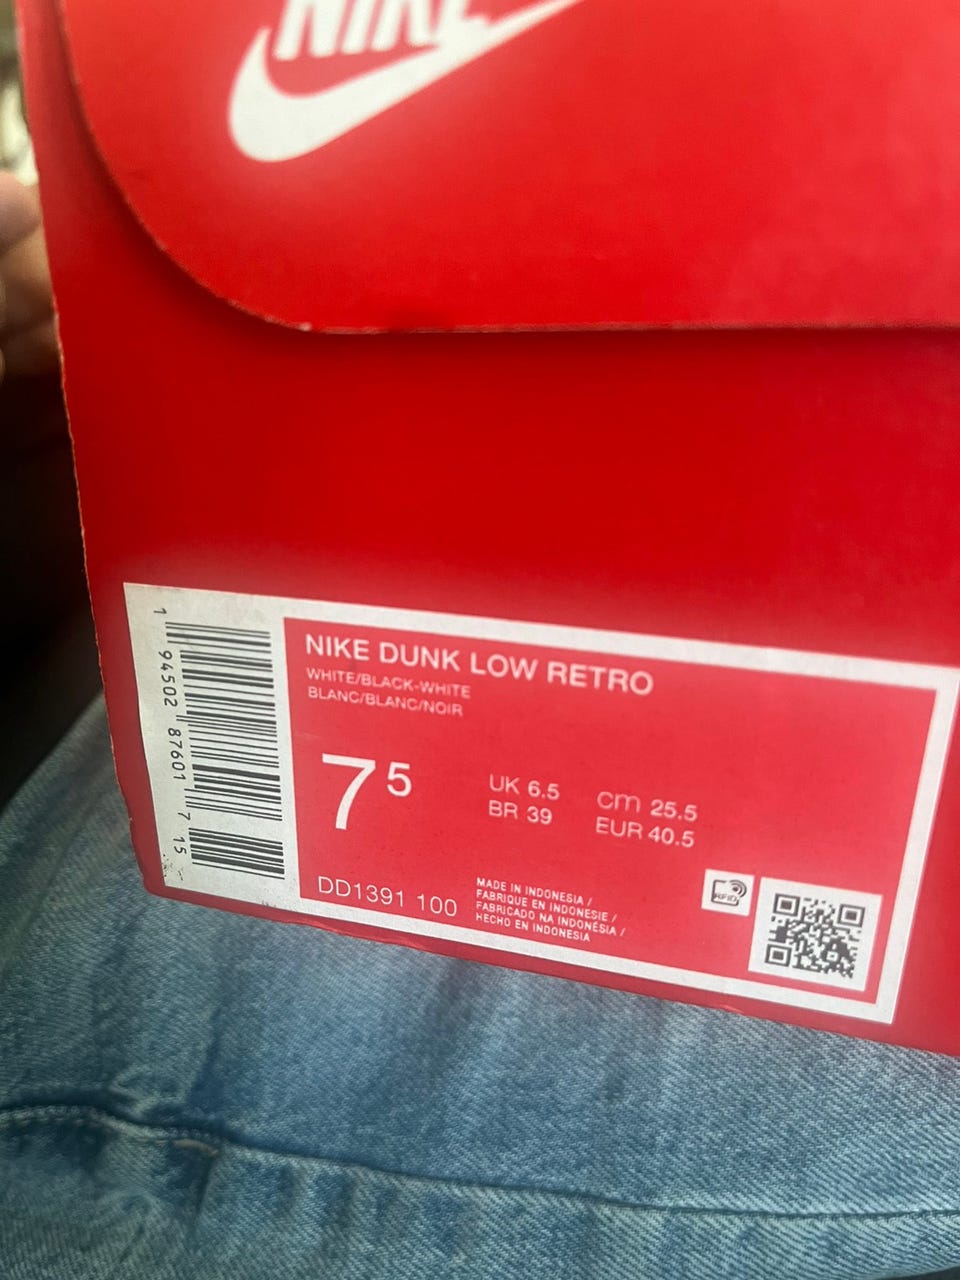 NIKE
NIKE DUNK LOW RETRO
WHITE/BLACK-WHITE
BLANC/BLANC/NOIR
7 5
UK 6.5
BR 39
cm 25.5
EUR 40.5
DD1391 100
MADE IN INDONESIA /
FABRIQUE EN INDONESIE /
FABRICADO NA INDONÉSIA /
HECHO EN INDONESIA
RFID
1 94502 87601 7 15